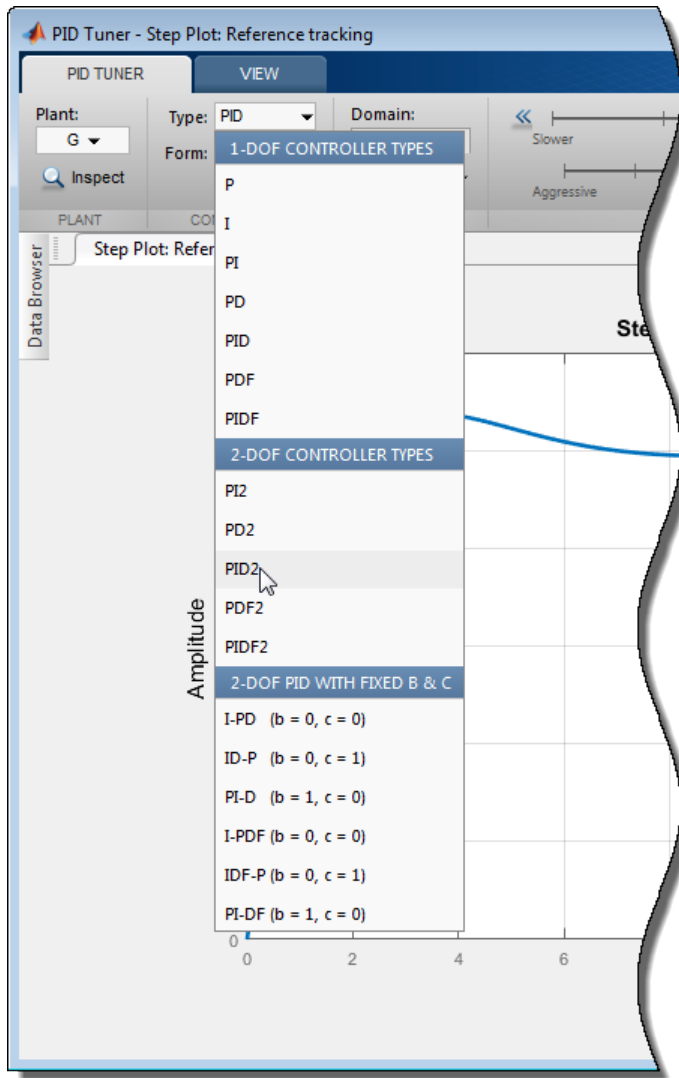 PID Tuner - Step Plot: Reference tracking
PID TUNER VIEW
Plant: Type: PID Domain:
G Form: Slower
Inspect Aggressive
PLANT
Step Plot:
Data Browser
1-DOF CONTROLLER TYPES
P
I
PI
PD
PID
PDF
PIDF
2-DOF CONTROLLER TYPES
PI2
PD2
PID2
PDF2
PIDF2
2-DOF PID WITH FIXED B & C
I-PD (b = 0, c = 0)
ID-P (b = 0, c = 1)
PI-D (b = 1, c = 0)
I-PDF (b = 0, c = 0)
IDF-P (b = 0, c = 1)
PI-DF (b = 1, c = 0)
Amplitude
0
0 2 4 6